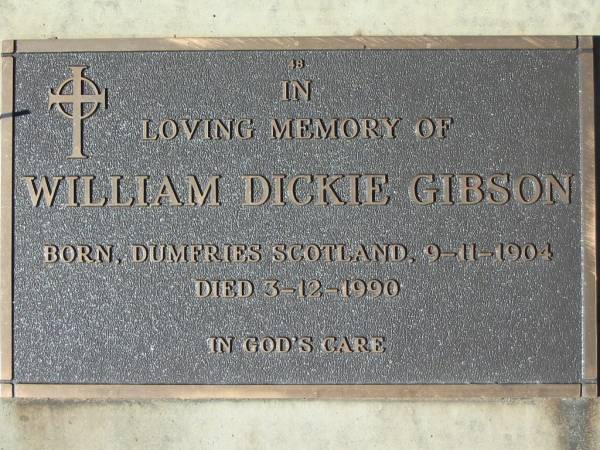 48
IN
LOVING MEMORY OF
WILLIAM DICKIE GIBSON
BORN, DUMFRIES SCOTLAND, 9-11-1904
DIED 3-12-1990
IN GOD'S CARE